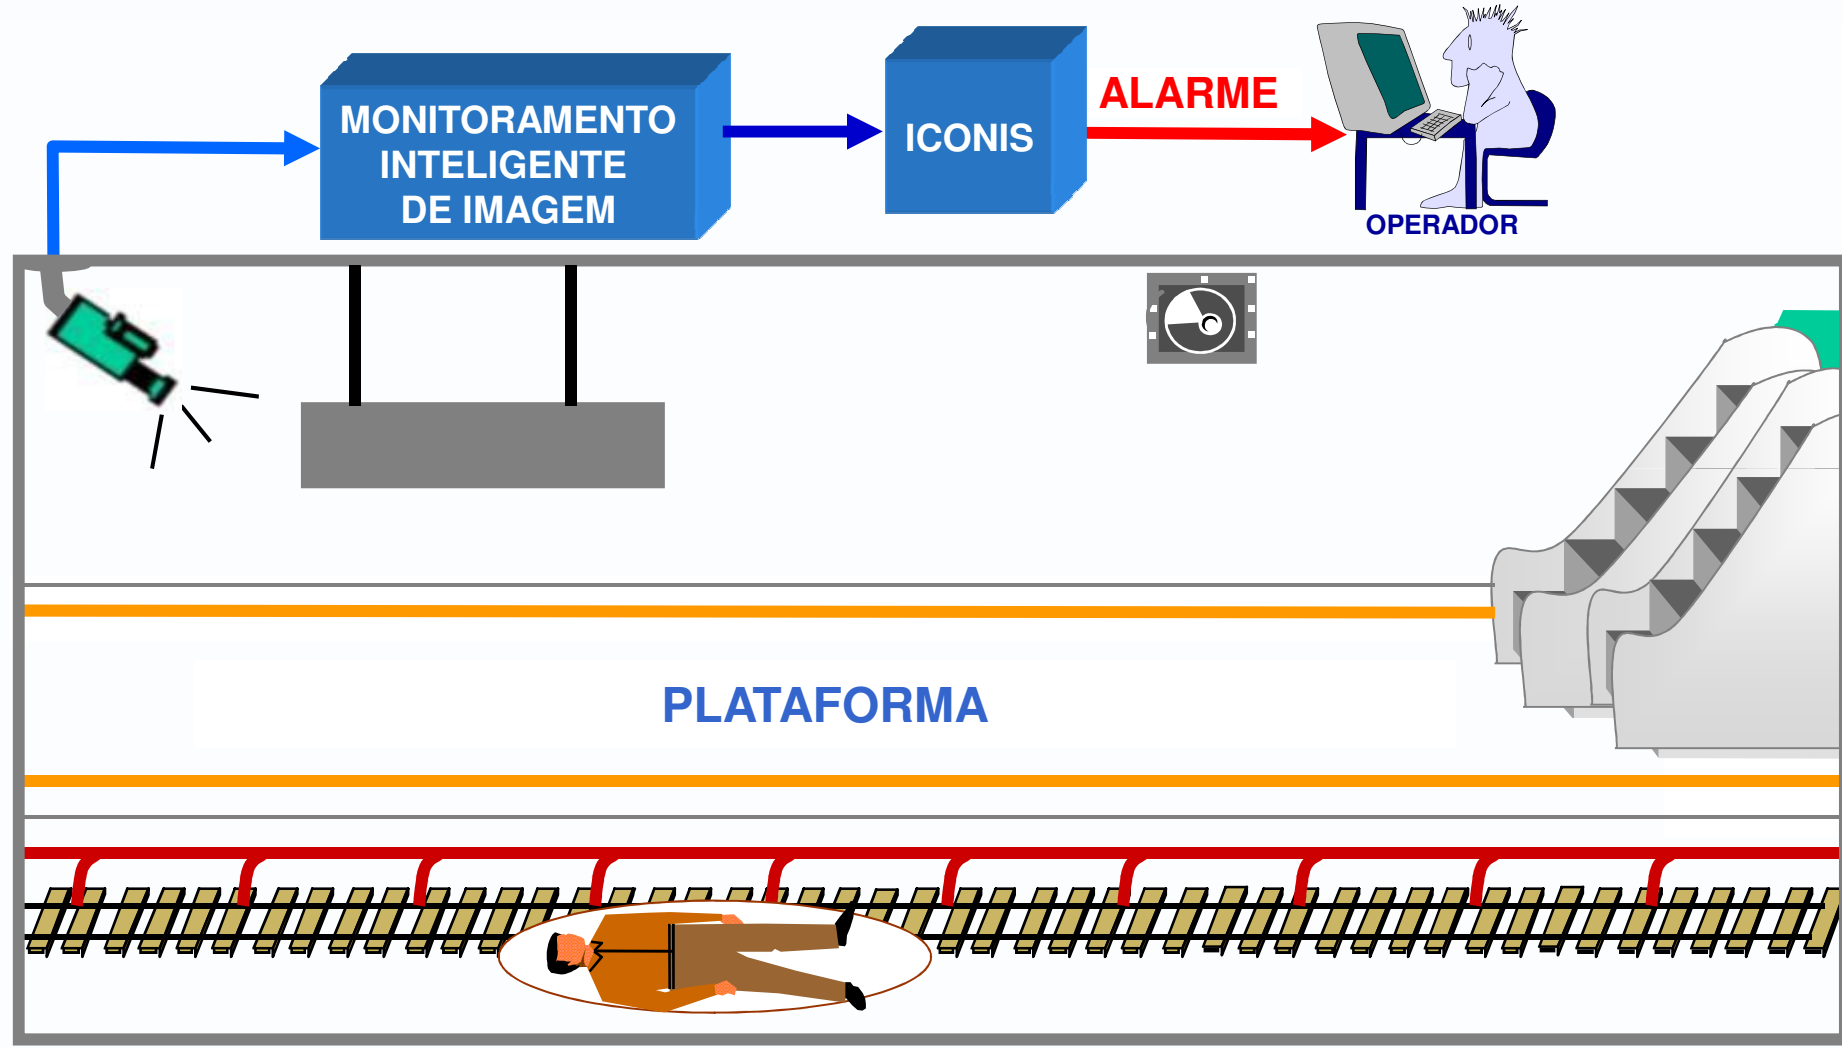 MONITORAMENTO
INTELIGENTE
DE IMAGEM
ICONIS
ALARME
OPERADOR
PLATAFORMA